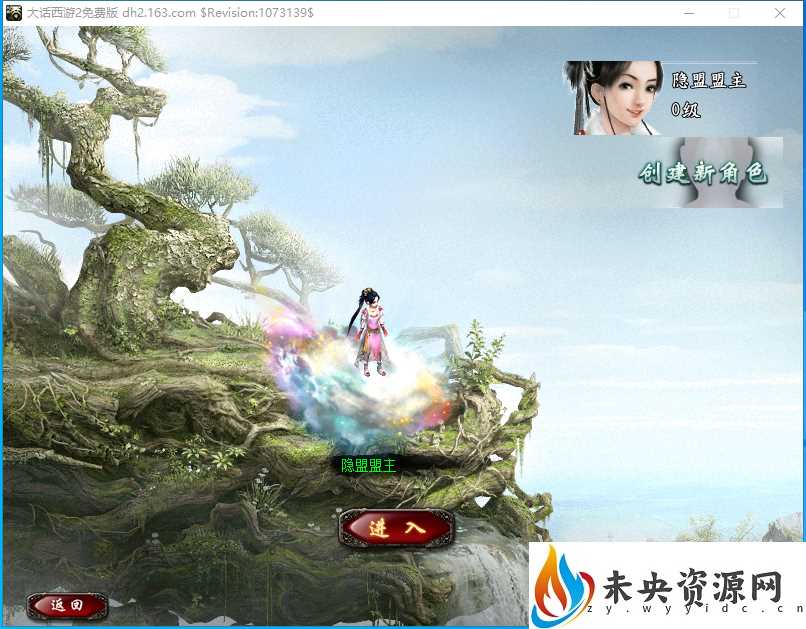 大话西游2免费版 dh2.163.com $Revision:1073139$
隐盟盟主
0级
创建新角色
隐盟盟主
进 入
返回
未央资源网
zy.wyyidc.cn